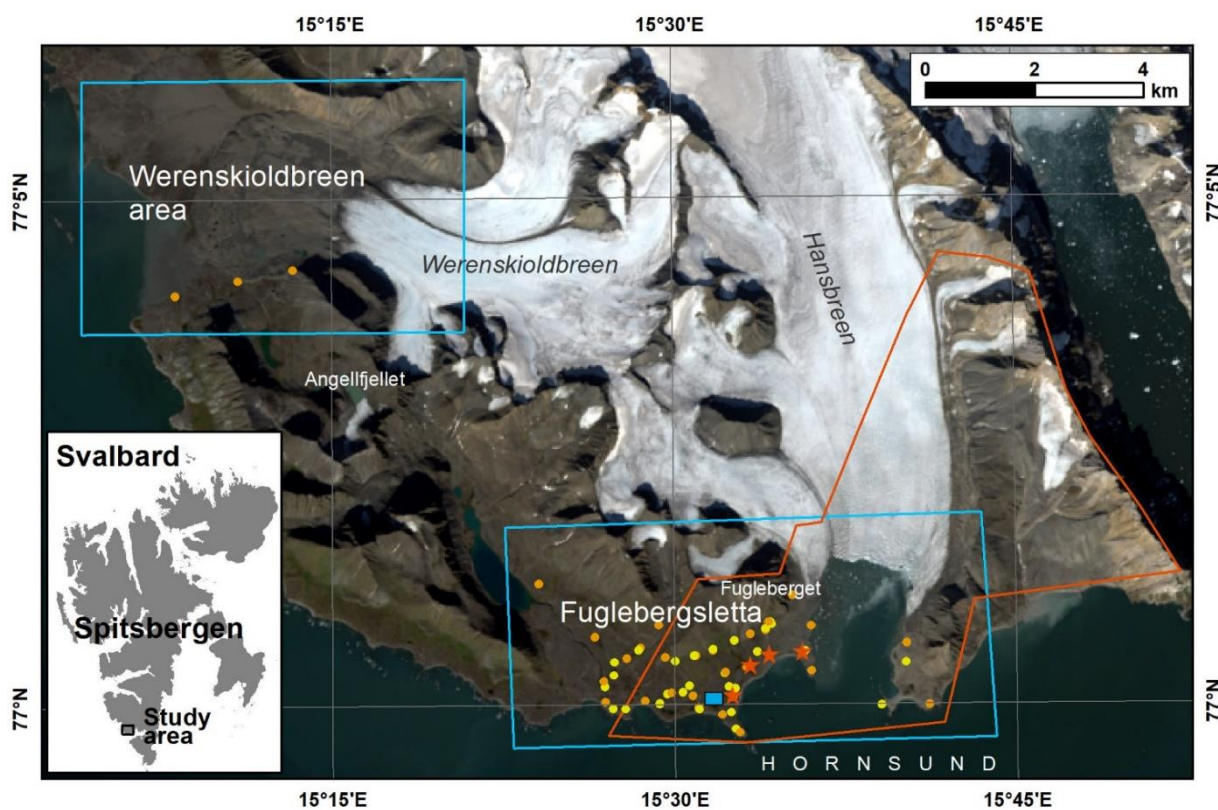 15°15'E 15°30'E 15°45'E
0 2 4
km
77°5'N 77°5'N
Werenskioldbreen
area
Werenskioldbreen
Hansbreen
Angellfjellet
Svalbard
Spitsbergen
Study
area
Fugleberget
Fuglebergsletta
77°N 77°N
HORNSUND
15°15'E 15°30'E 15°45'E